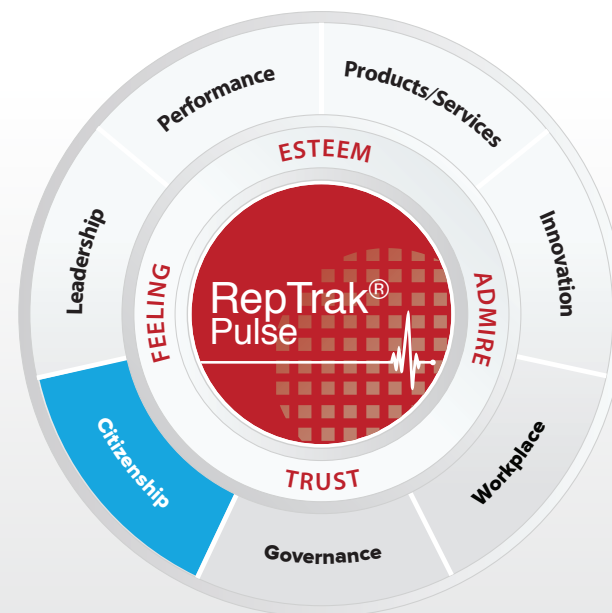 Performance
Products/Services
Innovation
Workplace
Governance
Citizenship
Leadership
ESTEEM
ADMIRE
TRUST
FEELING
RepTrak®
Pulse